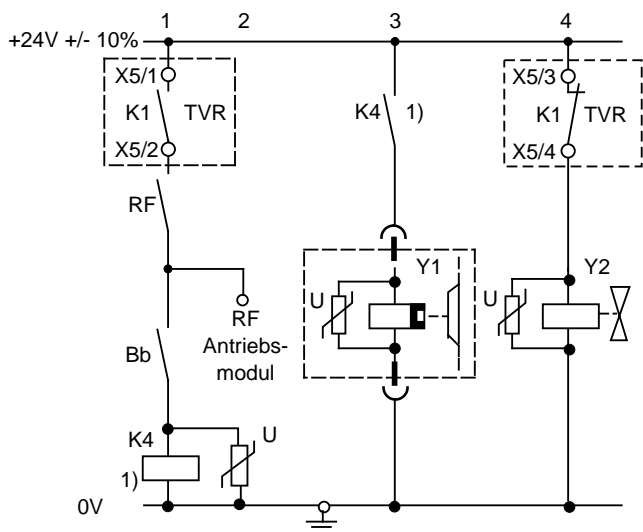 1 2 3 4
+24V +/- 10%
X5/1 X5/3
K1 TVR K4 1) K1 TVR
X5/2 X5/4
RF
Y1 Y2
U U
RF
Bb Antriebs-
modul
K4 U
1)
0V